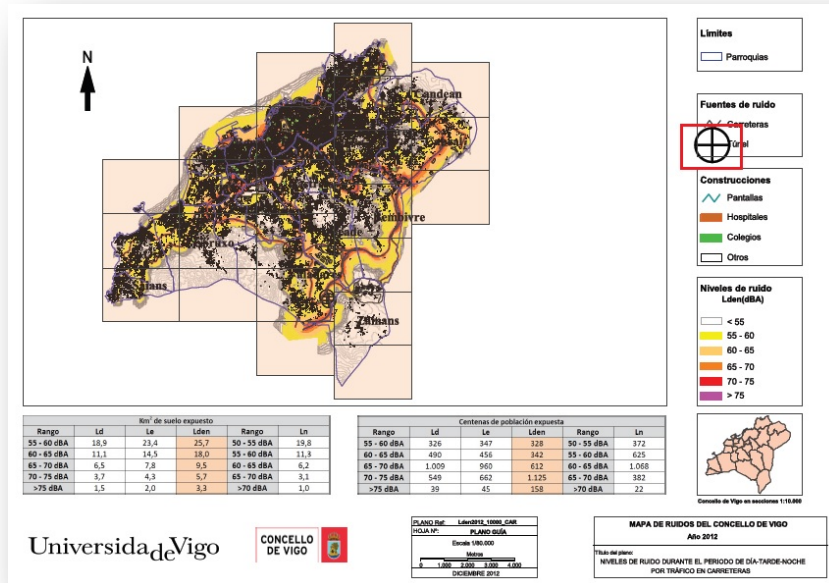 N
Candean
Bembivre
Zamans
Límites
Parroquias
Fuentes de ruido
Carreteras
Túnel
Construcciones
Pantallas
Hospitales
Colegios
Otros
Niveles de ruido
Lden(dBA)
< 55
55 - 60
60 - 65
65 - 70
70 - 75
> 75
Concello de Vigo en secciones 1:10.000
Km² de suelo expuesto
Rango Ld Le Lden Rango Ln
55 - 60 dBA 18,9 23,4 25,7 50 - 55 dBA 19,8
60 - 65 dBA 11,1 14,5 18,0 55 - 60 dBA 11,3
65 - 70 dBA 6,5 7,8 9,5 60 - 65 dBA 6,2
70 - 75 dBA 3,7 4,3 5,7 65 - 70 dBA 3,1
>75 dBA 1,5 2,0 3,3 >70 dBA 1,0
Centenas de población expuesta
Rango Ld Le Lden Rango Ln
55 - 60 dBA 326 347 328 50 - 55 dBA 372
60 - 65 dBA 490 456 342 55 - 60 dBA 625
65 - 70 dBA 1.009 960 612 60 - 65 dBA 1.068
70 - 75 dBA 549 662 1.125 65 - 70 dBA 382
>75 dBA 39 45 158 >70 dBA 22
Universidade Vigo
CONCELLO
DE VIGO
PLANO Ref: Lden2012_10000_CAR
HOJA Nº: PLANO GUÍA
Escala 1/80.000
Metros
0 1.000 2.000 3.000 4.000
DICIEMBRE 2012
MAPA DE RUIDOS DEL CONCELLO DE VIGO
Año 2012
Título del plano:
NIVELES DE RUIDO DURANTE EL PERIODO DE DÍA-TARDE-NOCHE
POR TRÁFICO EN CARRETERAS